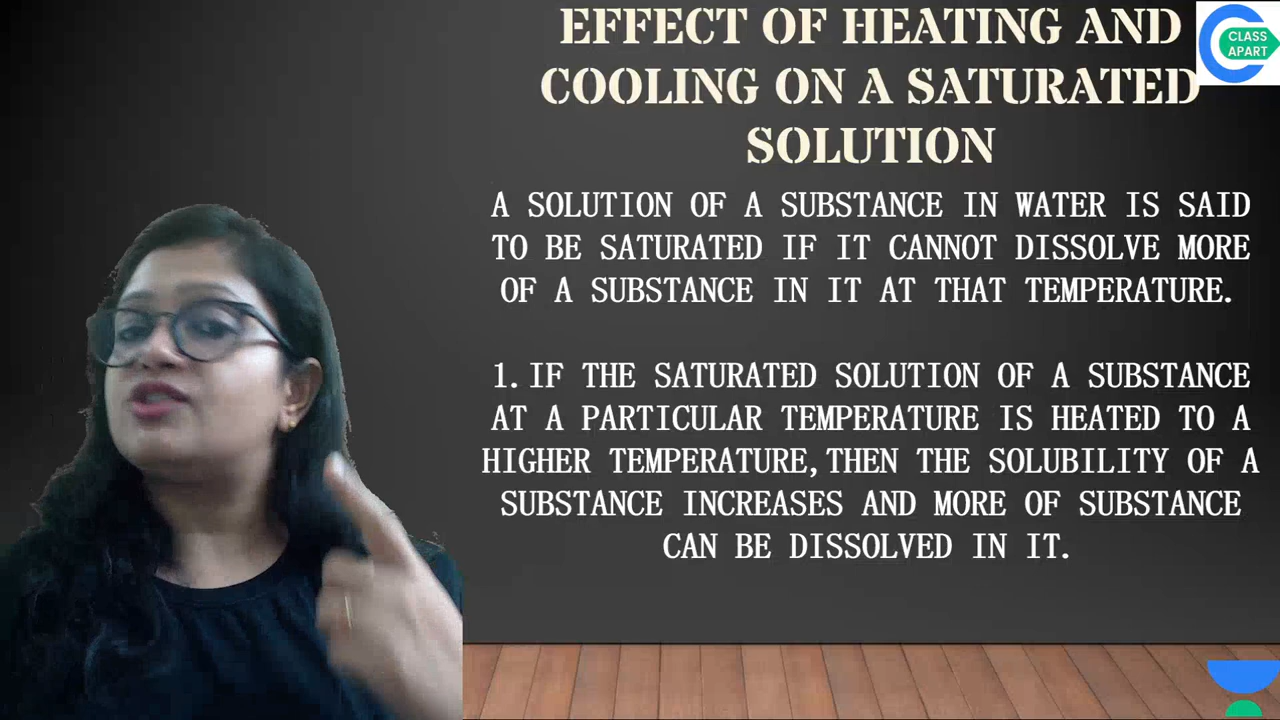 EFFECT OF HEATING AND
COOLING ON A SATURATED
SOLUTION
CLASS
APART
A SOLUTION OF A SUBSTANCE IN WATER IS SAID
TO BE SATURATED IF IT CANNOT DISSOLVE MORE
OF A SUBSTANCE IN IT AT THAT TEMPERATURE.
1.IF THE SATURATED SOLUTION OF A SUBSTANCE
AT A PARTICULAR TEMPERATURE IS HEATED TO A
HIGHER TEMPERATURE,THEN THE SOLUBILITY OF A
SUBSTANCE INCREASES AND MORE OF SUBSTANCE
CAN BE DISSOLVED IN IT.